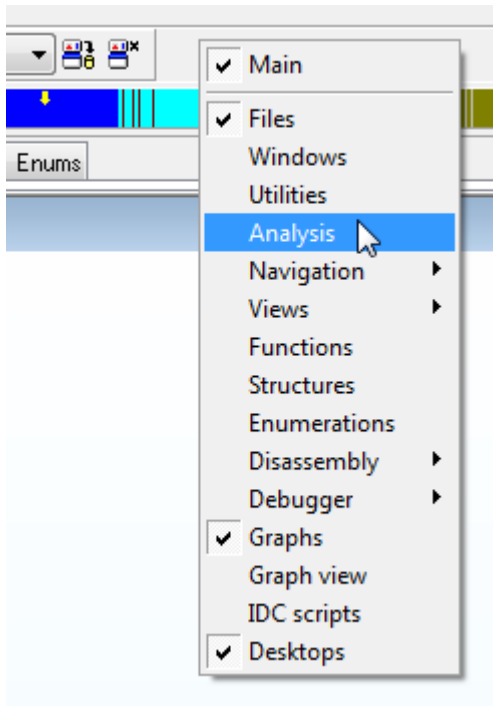 Main
Files
Enums
Windows
Utilities
Analysis
Navigation
Views
Functions
Structures
Enumerations
Disassembly
Debugger
Graphs
Graph view
IDC scripts
Desktops